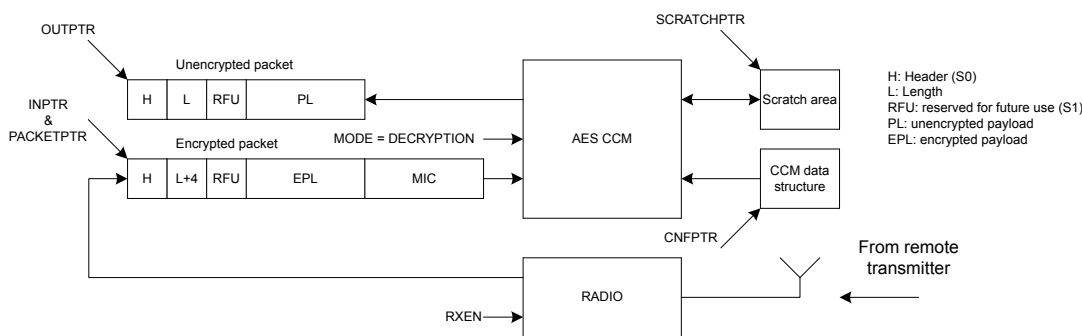 OUTPTR
SCRATCHPTR
Unencrypted packet
H L RFU PL
INPTR
&
PACKETPTR
MODE = DECRYPTION
AES CCM
Scratch area
H: Header (S0)
L: Length
RFU: reserved for future use (S1)
PL: unencrypted payload
EPL: encrypted payload
Encrypted packet
H L+4 RFU EPL MIC
CCM data
structure
CNFPTR
From remote
transmitter
RADIO
RXEN